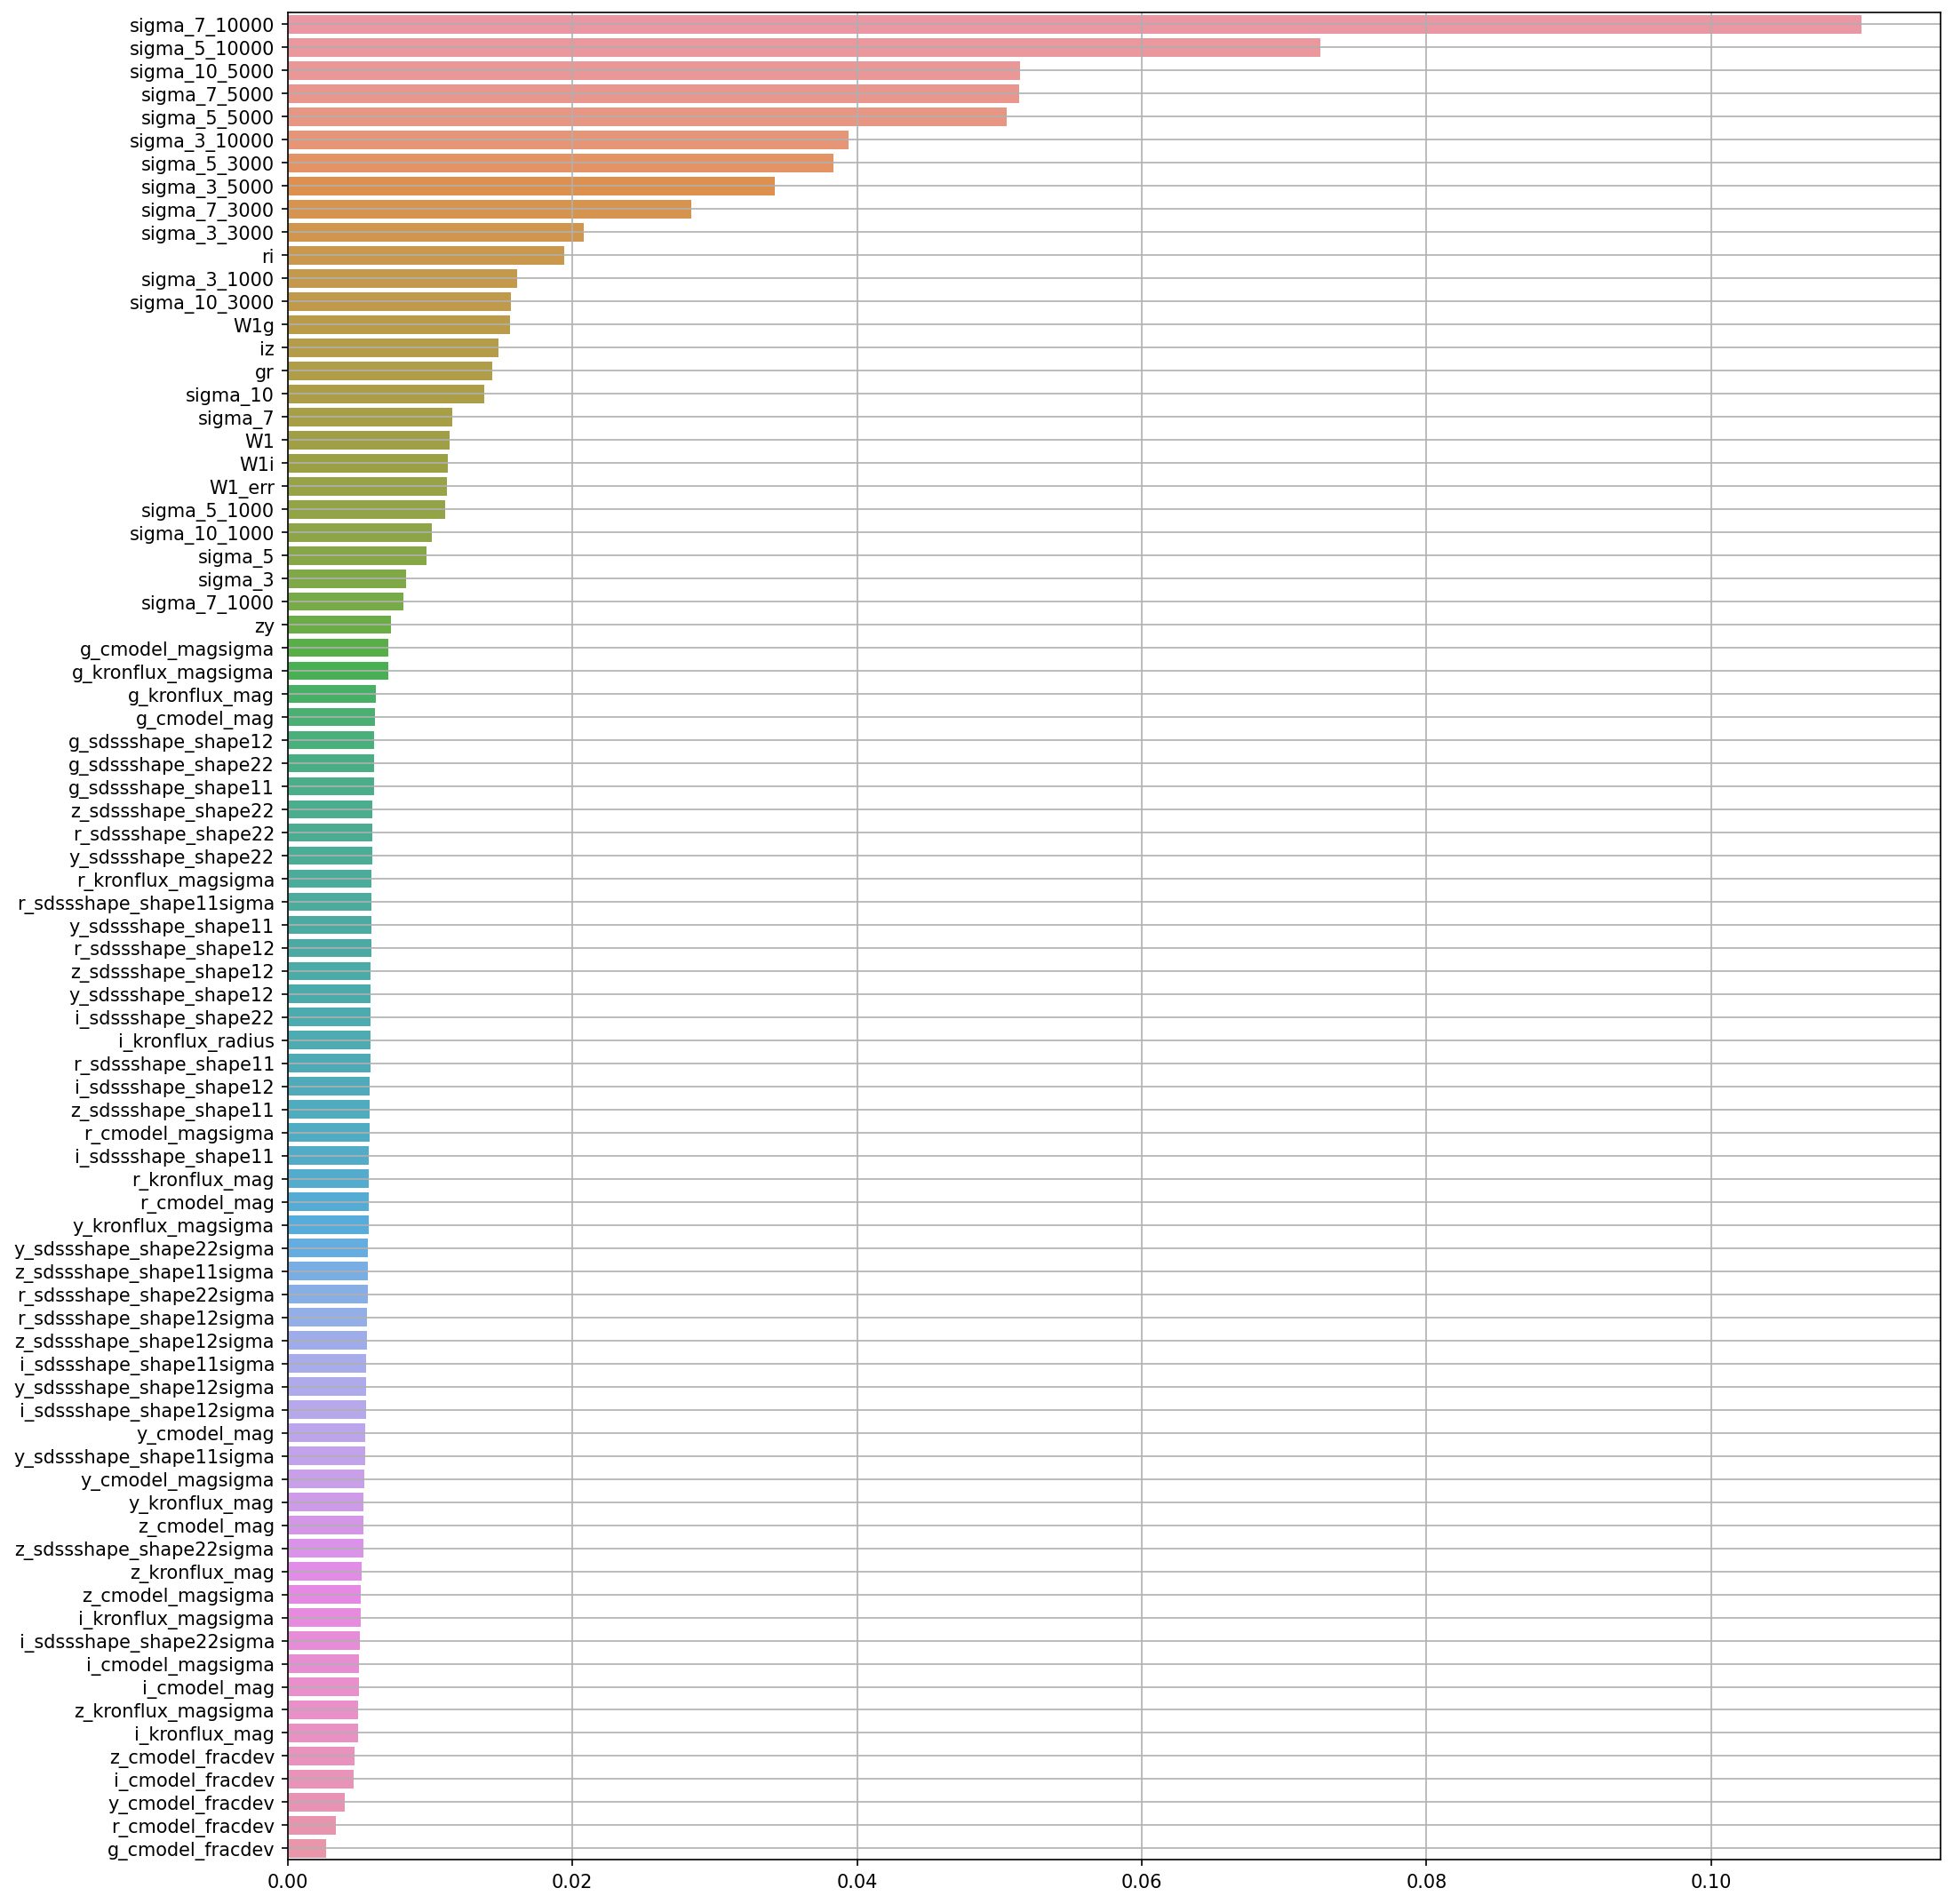 sigma_7_10000
sigma_5_10000
sigma_10_5000
sigma_7_5000
sigma_5_5000
sigma_3_10000
sigma_5_3000
sigma_3_5000
sigma_7_3000
sigma_3_3000
ri
sigma_3_1000
sigma_10_3000
W1g
iz
gr
sigma_10
sigma_7
W1
W1i
W1_err
sigma_5_1000
sigma_10_1000
sigma_5
sigma_3
sigma_7_1000
zy
g_cmodel_magsigma
g_kronflux_magsigma
g_kronflux_mag
g_cmodel_mag
g_sdssshape_shape12
g_sdssshape_shape22
g_sdssshape_shape11
z_sdssshape_shape22
r_sdssshape_shape22
y_sdssshape_shape22
r_kronflux_magsigma
r_sdssshape_shape11sigma
y_sdssshape_shape11
r_sdssshape_shape12
z_sdssshape_shape12
y_sdssshape_shape12
i_sdssshape_shape22
i_kronflux_radius
r_sdssshape_shape11
i_sdssshape_shape12
z_sdssshape_shape11
r_cmodel_magsigma
i_sdssshape_shape11
r_kronflux_mag
r_cmodel_mag
y_kronflux_magsigma
y_sdssshape_shape22sigma
z_sdssshape_shape11sigma
r_sdssshape_shape22sigma
r_sdssshape_shape12sigma
z_sdssshape_shape12sigma
i_sdssshape_shape11sigma
y_sdssshape_shape12sigma
i_sdssshape_shape12sigma
y_cmodel_mag
y_sdssshape_shape11sigma
y_cmodel_magsigma
y_kronflux_mag
z_cmodel_mag
z_sdssshape_shape22sigma
z_kronflux_mag
z_cmodel_magsigma
i_kronflux_magsigma
i_sdssshape_shape22sigma
i_cmodel_magsigma
i_cmodel_mag
z_kronflux_magsigma
i_kronflux_mag
z_cmodel_fracdev
i_cmodel_fracdev
y_cmodel_fracdev
r_cmodel_fracdev
g_cmodel_fracdev
0.00 0.02 0.04 0.06 0.08 0.10